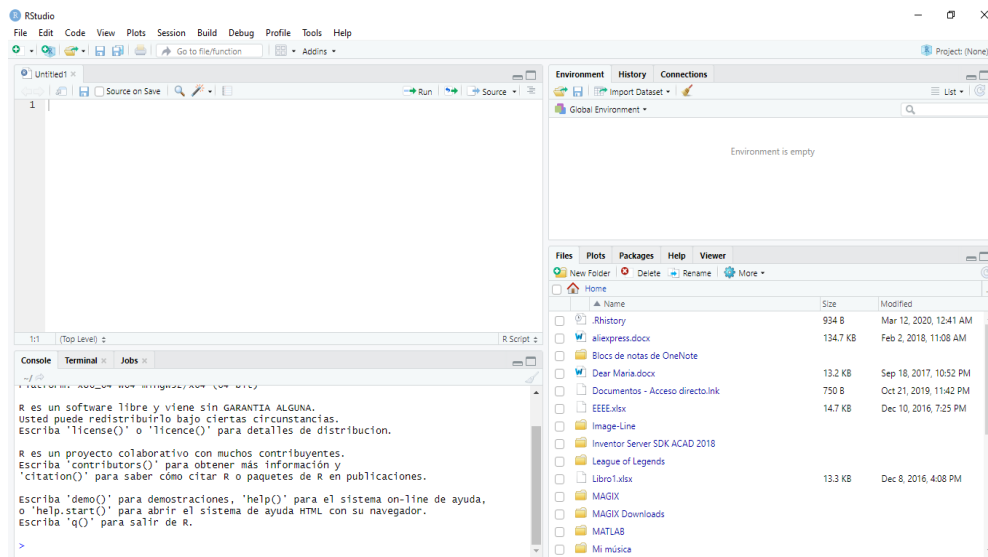 RStudio
File Edit Code View Plots Session Build Debug Profile Tools Help
Go to file/function Addins Project: (None)
Untitled1
Source on Save Run Source
1
1:1 (Top Level) R Script
Console Terminal Jobs
~/
Platform: x86_64-w64-mingw32/x64 (64-bit)
R es un software libre y viene sin GARANTIA ALGUNA.
Usted puede redistribuirlo bajo ciertas circunstancias.
Escriba 'license()' o 'licence()' para detalles de distribucion.
R es un proyecto colaborativo con muchos contribuyentes.
Escriba 'contributors()' para obtener más información y
'citation()' para saber cómo citar R o paquetes de R en publicaciones.
Escriba 'demo()' para demostraciones, 'help()' para el sistema on-line de ayuda,
o 'help.start()' para abrir el sistema de ayuda HTML con su navegador.
Escriba 'q()' para salir de R.
>
Environment History Connections
Import Dataset List
Global Environment
Environment is empty
Files Plots Packages Help Viewer
New Folder Delete Rename More
Home
Name Size Modified
.Rhistory 934 B Mar 12, 2020, 12:41 AM
aliexpress.docx 134.7 KB Feb 2, 2018, 11:08 AM
Blocs de notas de OneNote
Dear Maria.docx 13.2 KB Sep 18, 2017, 10:52 PM
Documentos - Acceso directo.lnk 750 B Oct 21, 2019, 11:42 PM
EEEE.xlsx 14.7 KB Dec 10, 2016, 7:25 PM
Image-Line
Inventor Server SDK ACAD 2018
League of Legends
Libro1.xlsx 13.3 KB Dec 8, 2016, 4:08 PM
MAGIX
MAGIX Downloads
MATLAB
Mi música